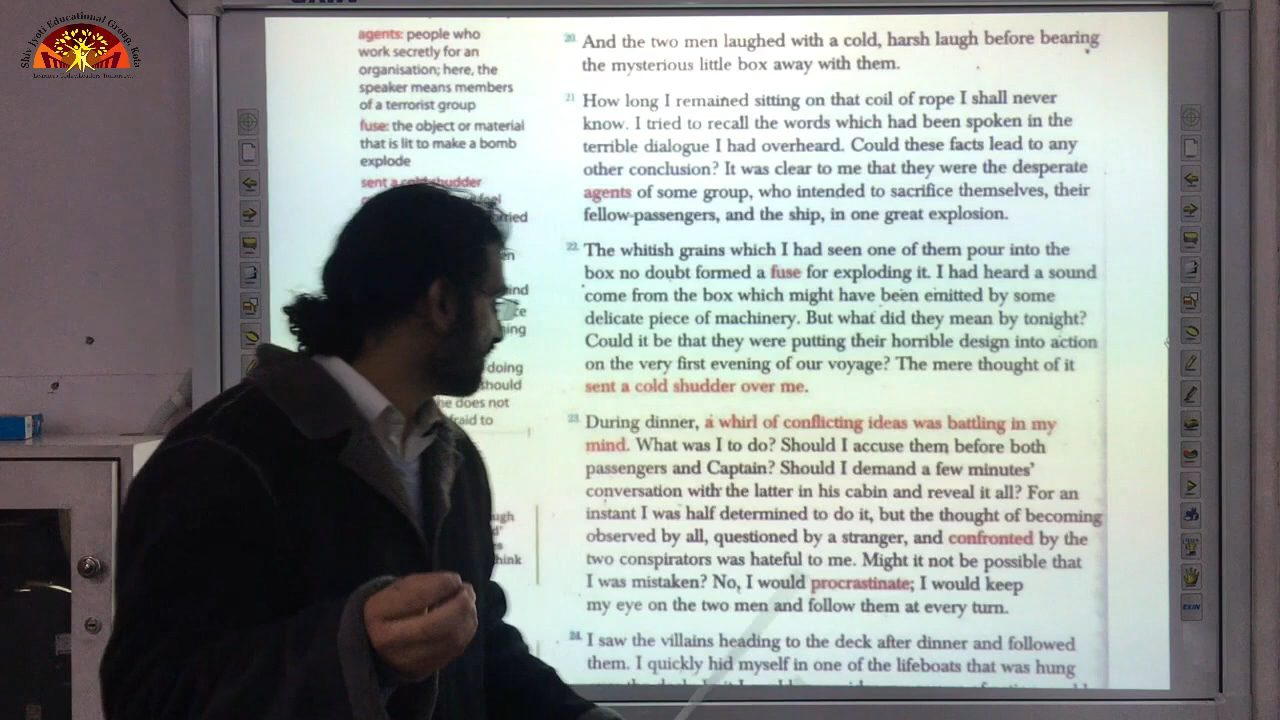 Shiv Jyoti Educational Group, Kota
agents: people who
work secretly for an
organisation; here, the
speaker means members
of a terrorist group
fuse: the object or material
that is lit to make a bomb
explode
sent a cold shudder
doing
should
he does not
fraid to
20 And the two men laughed with a cold, harsh laugh before bearing
the mysterious little box away with them.
21 How long I remained sitting on that coil of rope I shall never
know. I tried to recall the words which had been spoken in the
terrible dialogue I had overheard. Could these facts lead to any
other conclusion? It was clear to me that they were the desperate
agents of some group, who intended to sacrifice themselves, their
fellow-passengers, and the ship, in one great explosion.
22 The whitish grains which I had seen one of them pour into the
box no doubt formed a fuse for exploding it. I had heard a sound
come from the box which might have been emitted by some
delicate piece of machinery. But what did they mean by tonight?
Could it be that they were putting their horrible design into action
on the very first evening of our voyage? The mere thought of it
sent a cold shudder over me.
23 During dinner, a whirl of conflicting ideas was battling in my
mind. What was I to do? Should I accuse them before both
passengers and Captain? Should I demand a few minutes'
conversation with the latter in his cabin and reveal it all? For an
instant I was half determined to do it, but the thought of becoming
observed by all, questioned by a stranger, and confronted by the
two conspirators was hateful to me. Might it not be possible that
I was mistaken? No, I would procrastinate; I would keep
my eye on the two men and follow them at every turn.
24 I saw the villains heading to the deck after dinner and followed
them. I quickly hid myself in one of the lifeboats that was hung